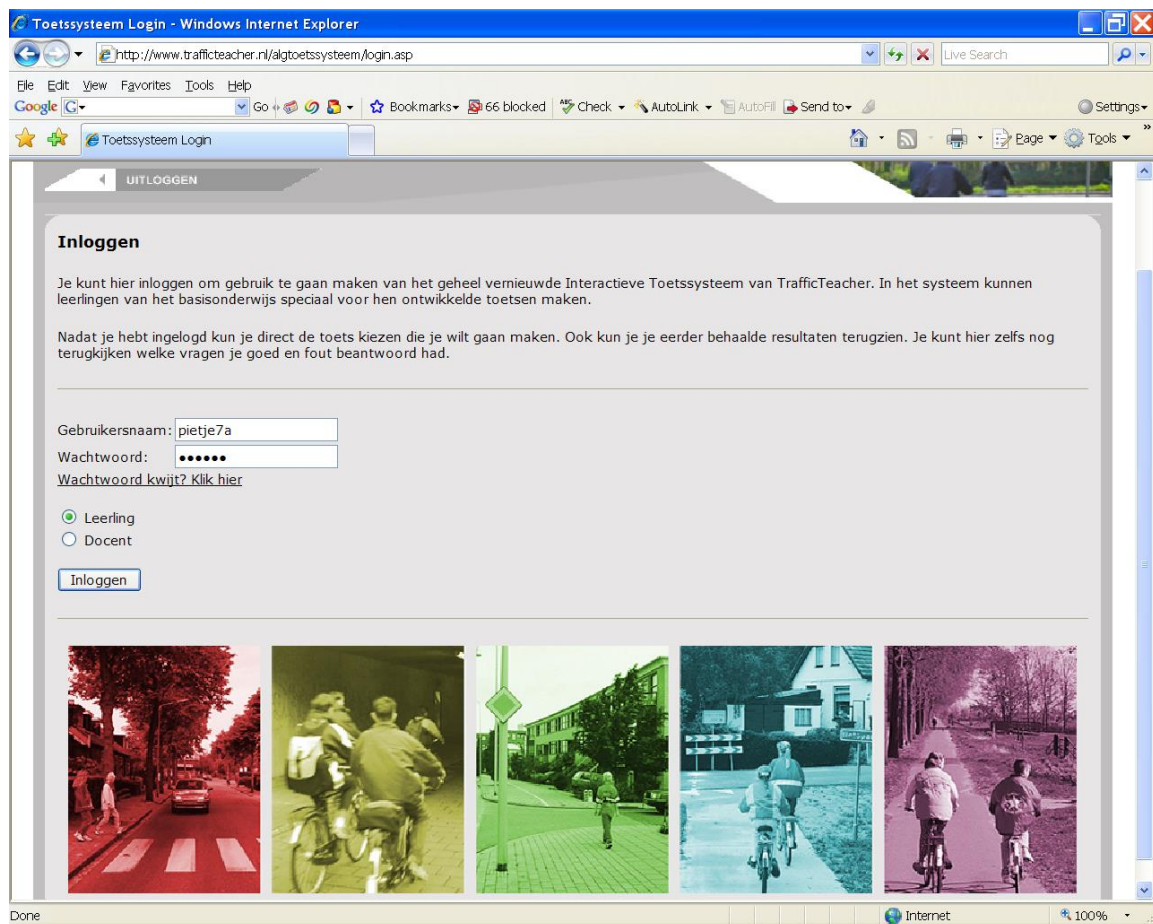 Toetssysteem Login - Windows Internet Explorer
http://www.trafficteacher.nl/algtoetssysteem/login.asp
Live Search
File Edit View Favorites Tools Help
Google G Go Bookmarks 66 blocked ABC Check AutoLink AutoFill Send to Settings
Toetssysteem Login Page Tools »
UITLOGGEN
Inloggen
Je kunt hier inloggen om gebruik te gaan maken van het geheel vernieuwde Interactieve Toetssysteem van TrafficTeacher. In het systeem kunnen
leerlingen van het basisonderwijs speciaal voor hen ontwikkelde toetsen maken.
Nadat je hebt ingelogd kun je direct de toets kiezen die je wilt gaan maken. Ook kun je je eerder behaalde resultaten terugzien. Je kunt hier zelfs nog
terugkijken welke vragen je goed en fout beantwoord had.
Gebruikersnaam: pietje7a
Wachtwoord: ●●●●●●
Wachtwoord kwijt? Klik hier
Leerling
Docent
Inloggen
Done Internet 100%